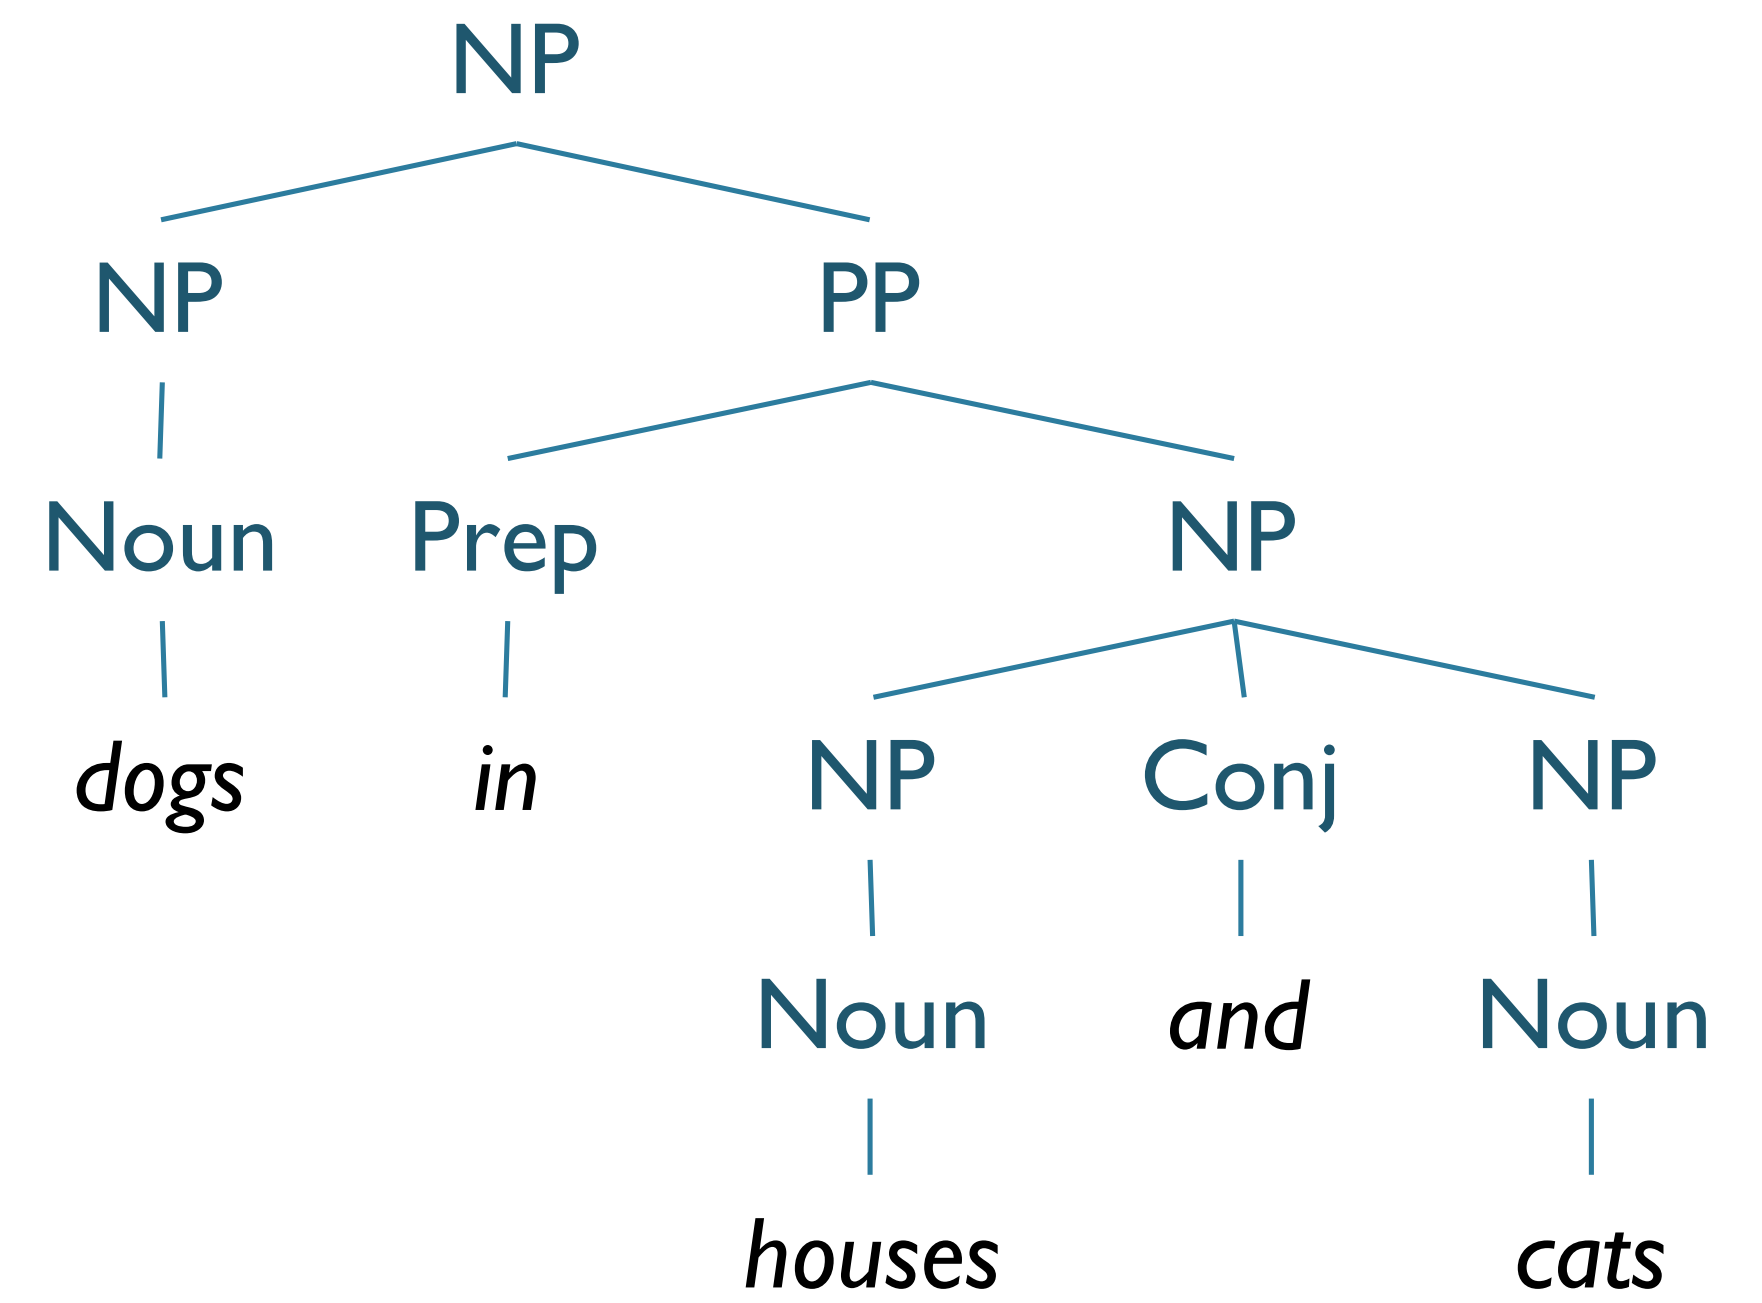 NP
NP PP
Noun Prep NP
dogs in NP Conj NP
Noun and Noun
houses cats